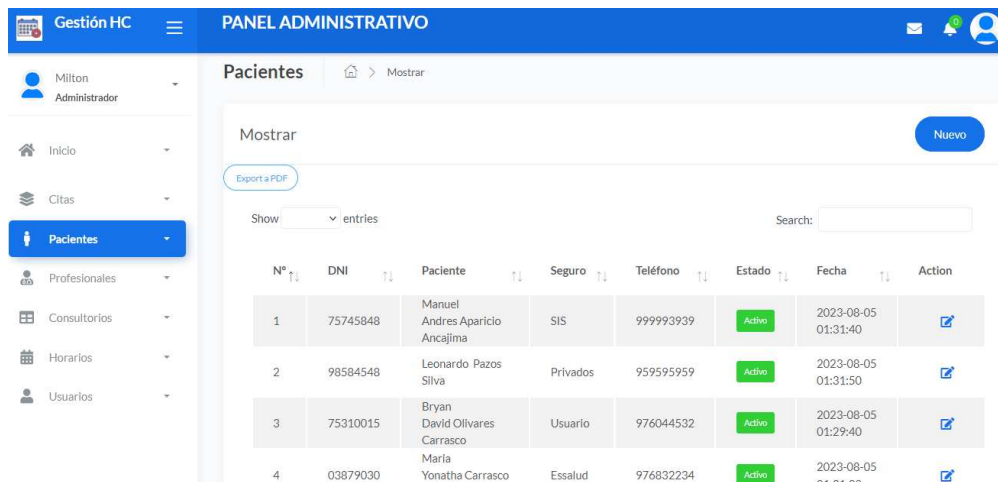 Gestión HC
PANEL ADMINISTRATIVO
0
Milton
Administrador
Inicio
Citas
Pacientes
Profesionales
Consultorios
Horarios
Usuarios
Pacientes > Mostrar
Mostrar
Nuevo
Export a PDF
Show entries
Search:
N° DNI Paciente Seguro Teléfono Estado Fecha Action
1 75745848 Manuel Andres Aparicio Ancajima SIS 999993939 Activo 2023-08-05 01:31:40
2 98584548 Leonardo Pazos Silva Privados 959595959 Activo 2023-08-05 01:31:50
3 75310015 Bryan David Olivares Carrasco Usuario 976044532 Activo 2023-08-05 01:29:40
4 03879030 Maria Yonatha Carrasco Essalud 976832234 Activo 2023-08-05